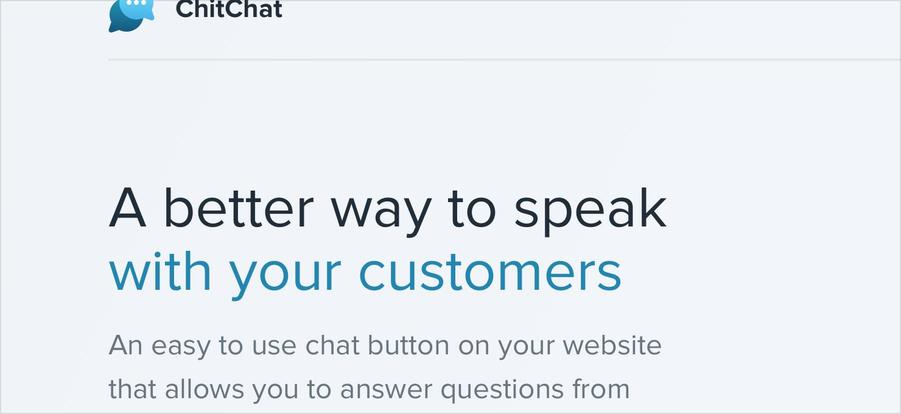 ChitChat
A better way to speak
with your customers
An easy to use chat button on your website
that allows you to answer questions from